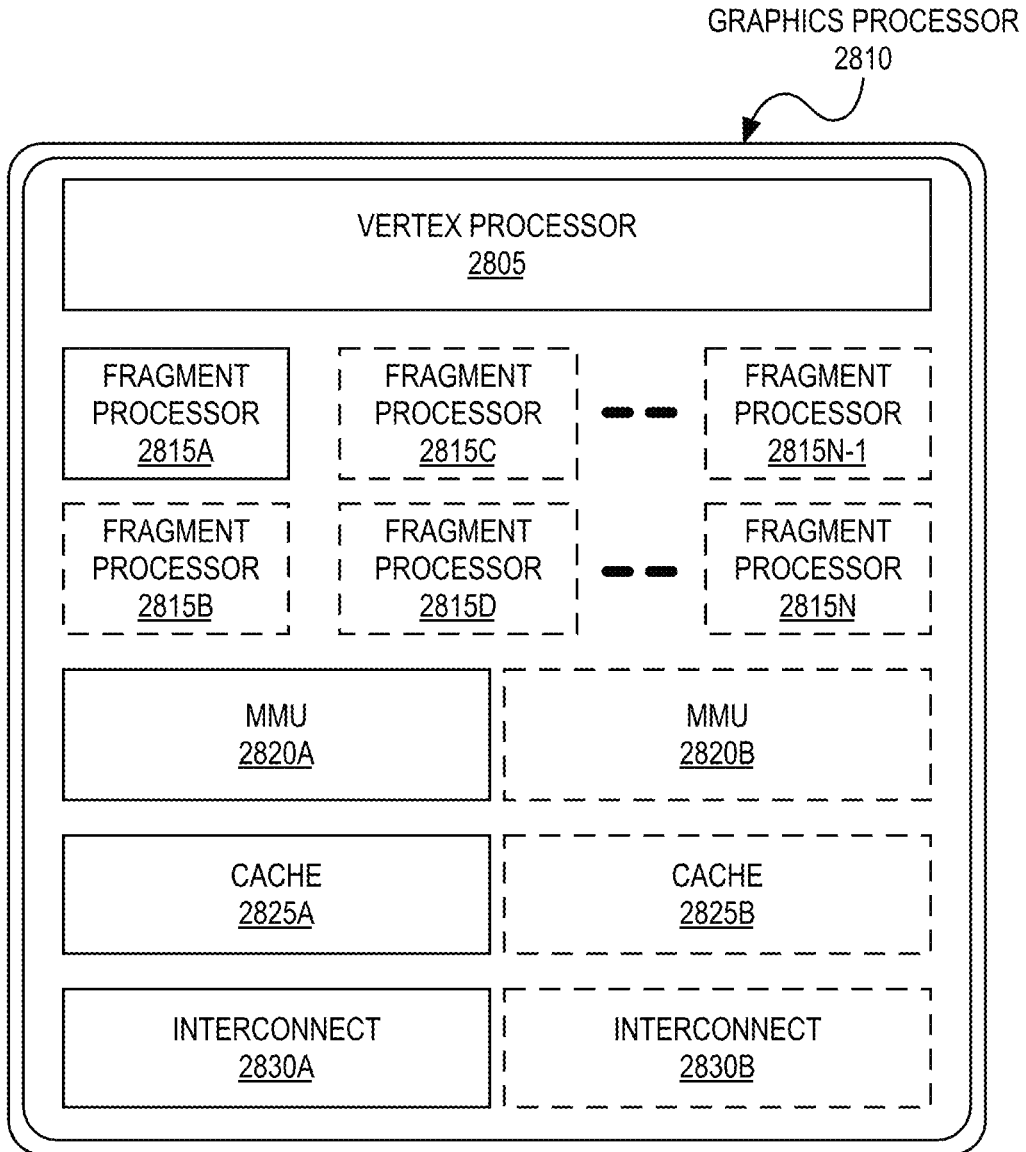 GRAPHICS PROCESSOR
2810
VERTEX PROCESSOR
2805
FRAGMENT
PROCESSOR
2815A
FRAGMENT
PROCESSOR
2815C
FRAGMENT
PROCESSOR
2815N-1
FRAGMENT
PROCESSOR
2815B
FRAGMENT
PROCESSOR
2815D
FRAGMENT
PROCESSOR
2815N
MMU
2820A
MMU
2820B
CACHE
2825A
CACHE
2825B
INTERCONNECT
2830A
INTERCONNECT
2830B